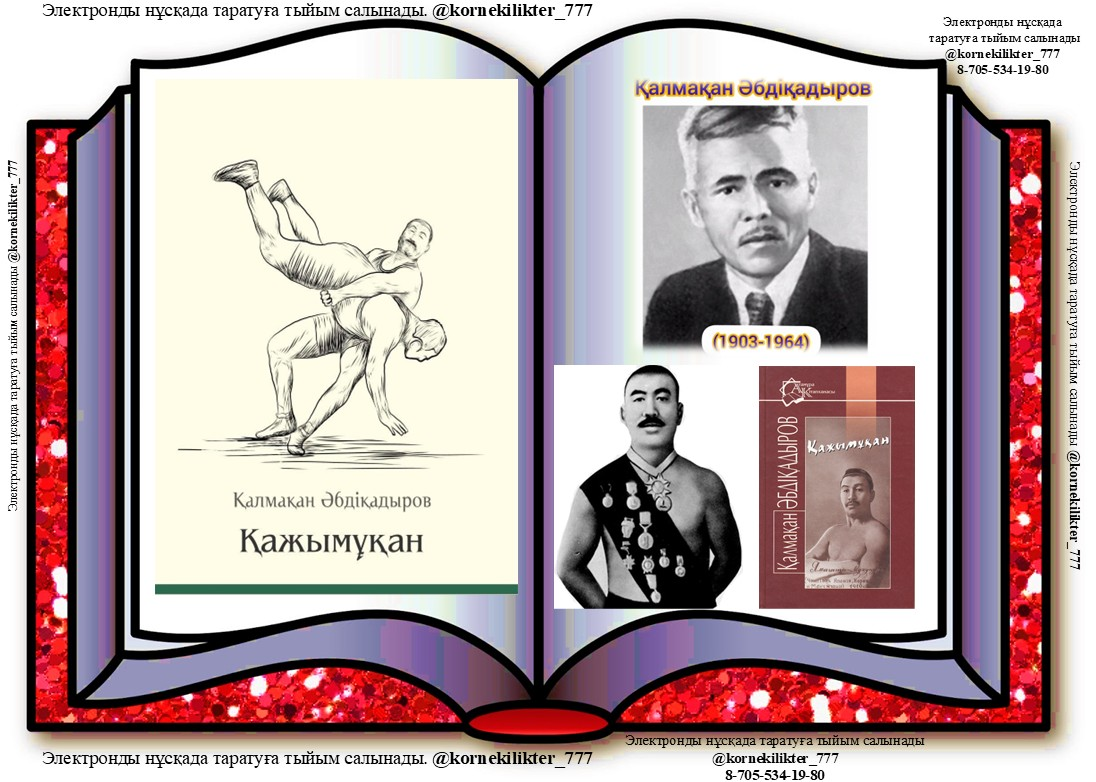 Электронды нұсқада таратуға тыйым салынады. @kornekilikter_777
Электронды нұсқада
таратуға тыйым салынады
@kornekilikter_777
8-705-534-19-80
Электронды нұсқада таратуға тыйым салынады @kornekilikter_777
Қалмақан Әбдіқадыров
Қажымұқан
Қалмақан Әбдіқадыров
(1903-1964)
Қалмақан ӘБДІҚАДЫРОВ
Қажымұқан
Электронды нұсқада таратуға тыйым салынады @kornekilikter_777
Электронды нұсқада таратуға тыйым салынады. @kornekilikter_777
Электронды нұсқада таратуға тыйым салынады
@kornekilikter_777
8-705-534-19-80